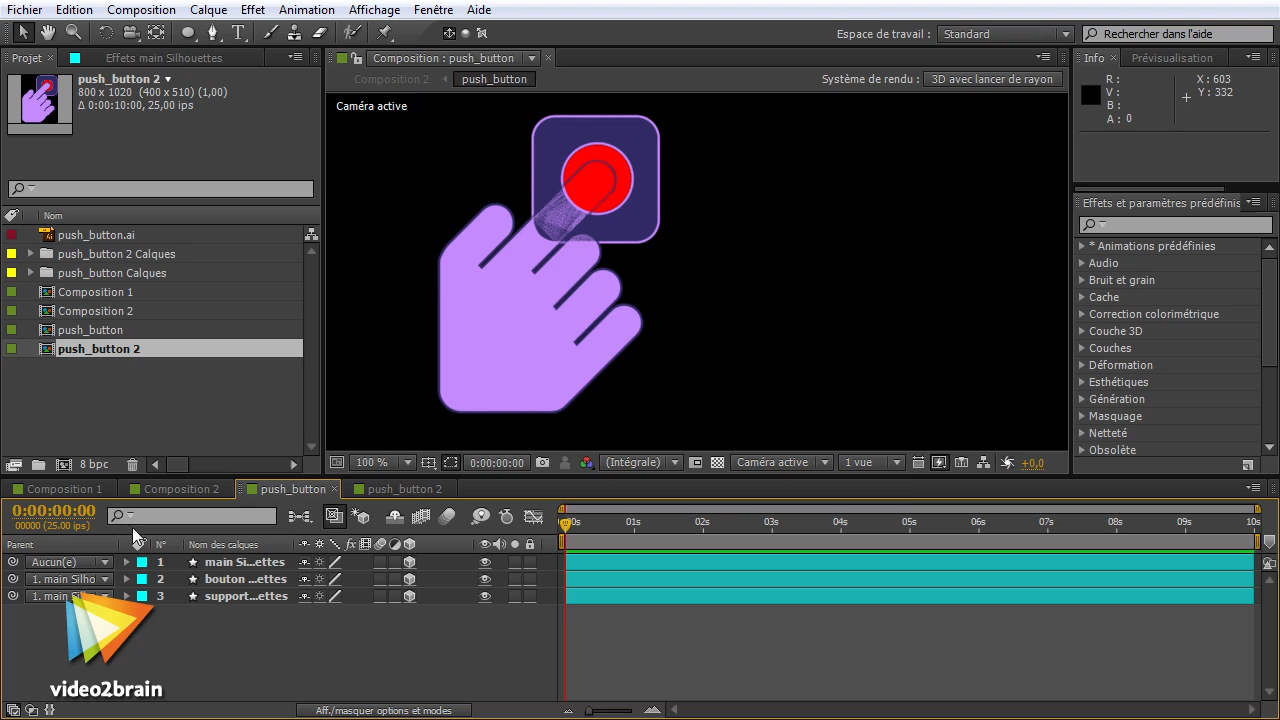 Fichier Edition Composition Calque Effet Animation Affichage Fenêtre Aide
Espace de travail : Standard Rechercher dans l'aide
Projet Effets main Silhouettes
push_button 2
800 x 1020 (400 x 510) (1,00)
Δ 0:00:10:00, 25,00 ips
Nom
push_button.ai
push_button 2 Calques
push_button Calques
Composition 1
Composition 2
push_button
push_button 2
8 bpc
Composition : push_button
Composition 2 push_button
Système de rendu : 3D avec lancer de rayon
Caméra active
100 % 0:00:00:00 (Intégrale) Caméra active 1 vue +0,0
Info Prévisualisation
R : X : 603
V : Y : 332
B :
A : 0
Effets et paramètres prédéfinis
* Animations prédéfinies
Audio
Bruit et grain
Cache
Correction colorimétrique
Couche 3D
Couches
Déformation
Esthétiques
Génération
Masquage
Netteté
Obsolète
Composition 1 Composition 2 push_button push_button 2
0:00:00:00
00000 (25.00 ips)
Parent N° Nom des calques fx
00s 01s 02s 03s 04s 05s 06s 07s 08s 09s 10s
Aucun(e) 1 main Si...ettes
1. main Silho 2 bouton ...ettes
1. main Silho 3 support...ettes
video2brain
Aff./masquer options et modes